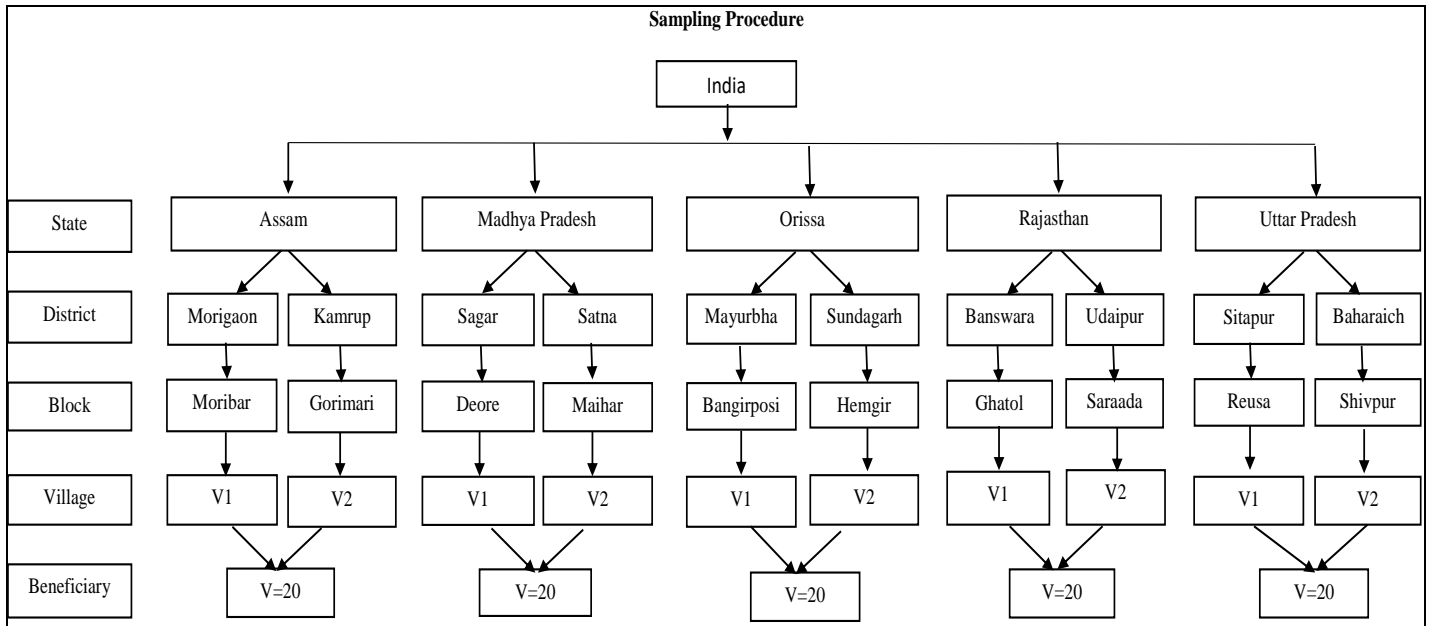 Sampling Procedure
India
State
Assam
Madhya Pradesh
Orissa
Rajasthan
Uttar Pradesh
District
Morigaon
Kamrup
Sagar
Satna
Mayurbha
Sundagarh
Banswara
Udaipur
Sitapur
Baharaich
Block
Moribar
Gorimari
Deore
Maihar
Bangirposi
Hemgir
Ghatol
Saraada
Reusa
Shivpur
Village
V1
V2
V1
V2
V1
V2
V1
V2
V1
V2
Beneficiary
V=20
V=20
V=20
V=20
V=20